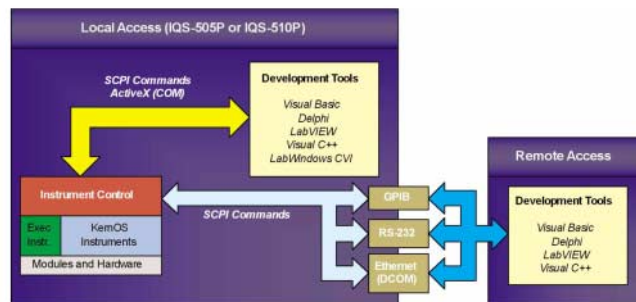 Local Access (IQS-505P or IQS-510P)
SCPI Commands
ActiveX (COM)
Development Tools
Visual Basic
Delphi
LabVIEW
Visual C++
LabWindows CVI
Instrument Control
Exec
Instr.
KemOS
Instruments
Modules and Hardware
SCPI Commands
GPIB
RS-232
Ethernet
(DCOM)
Remote Access
Development Tools
Visual Basic
Delphi
LabVIEW
Visual C++